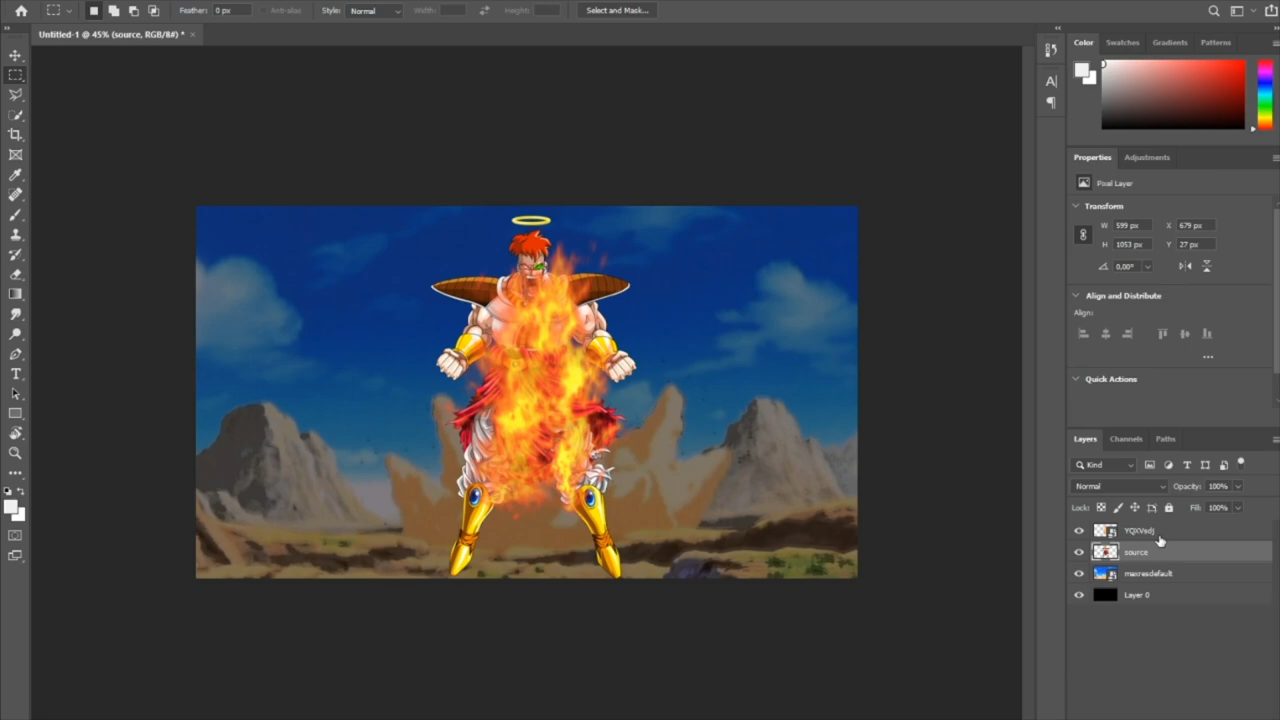 Feather: 0 px Anti-alias Style: Normal Width: Height: Select and Mask...
Untitled-1 @ 45% (source, RGB/8#) * ×
Color Swatches Gradients Patterns
Properties Adjustments
Pixel Layer
Transform
W 599 px X 679 px
H 1053 px Y 27 px
0,00°
Align and Distribute
Align:
Quick Actions
Layers Channels Paths
Kind
Normal Opacity: 100%
Lock: Fill: 100%
YQXVsdj
source
maxresdefault
Layer 0